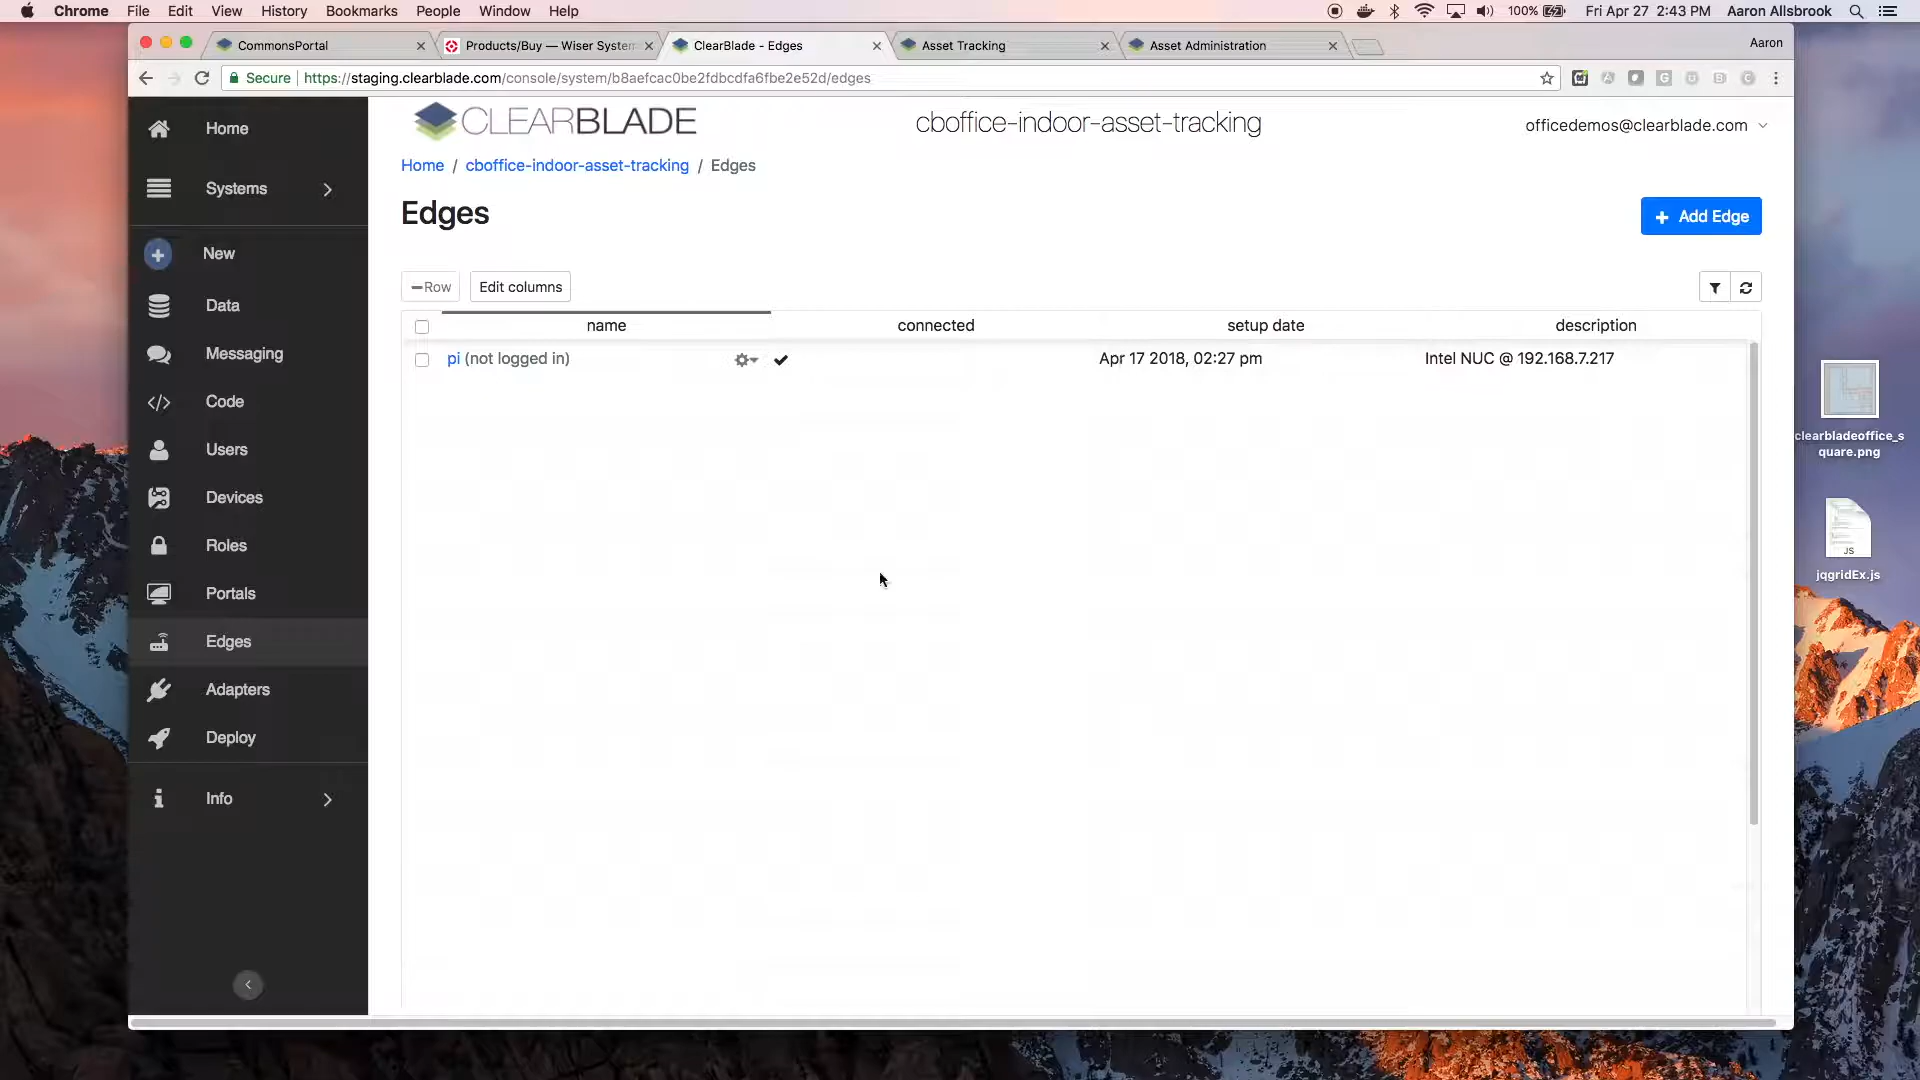 Chrome File Edit View History Bookmarks People Window Help 100% Fri Apr 27 2:43 PM Aaron Allsbrook
CommonsPortal Products/Buy — Wiser System ClearBlade - Edges Asset Tracking Asset Administration Aaron
Secure https://staging.clearblade.com/console/system/b8aefcac0be2fdbcdfa6fbe2e52d/edges
Home
Systems
New
Data
Messaging
Code
Users
Devices
Roles
Portals
Edges
Adapters
Deploy
Info
CLEARBLADE cboffice-indoor-asset-tracking officedemos@clearblade.com
Home / cboffice-indoor-asset-tracking / Edges
Edges
+ Add Edge
Row Edit columns
name connected setup date description
pi (not logged in) Apr 17 2018, 02:27 pm Intel NUC @ 192.168.7.217
clearbladeoffice_s
quare.png
JS
jqgridEx.js